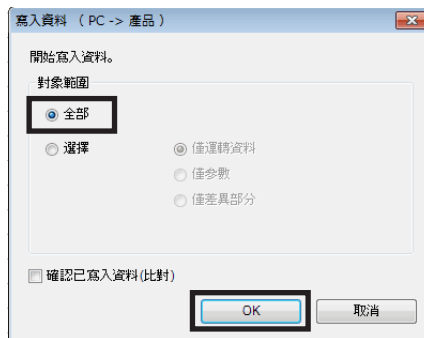 寫入資料 （ PC -> 產品 ）
開始寫入資料。
對象範圍
全部
選擇
僅運轉資料
僅參數
僅差異部分
確認已寫入資料(比對)
OK
取消